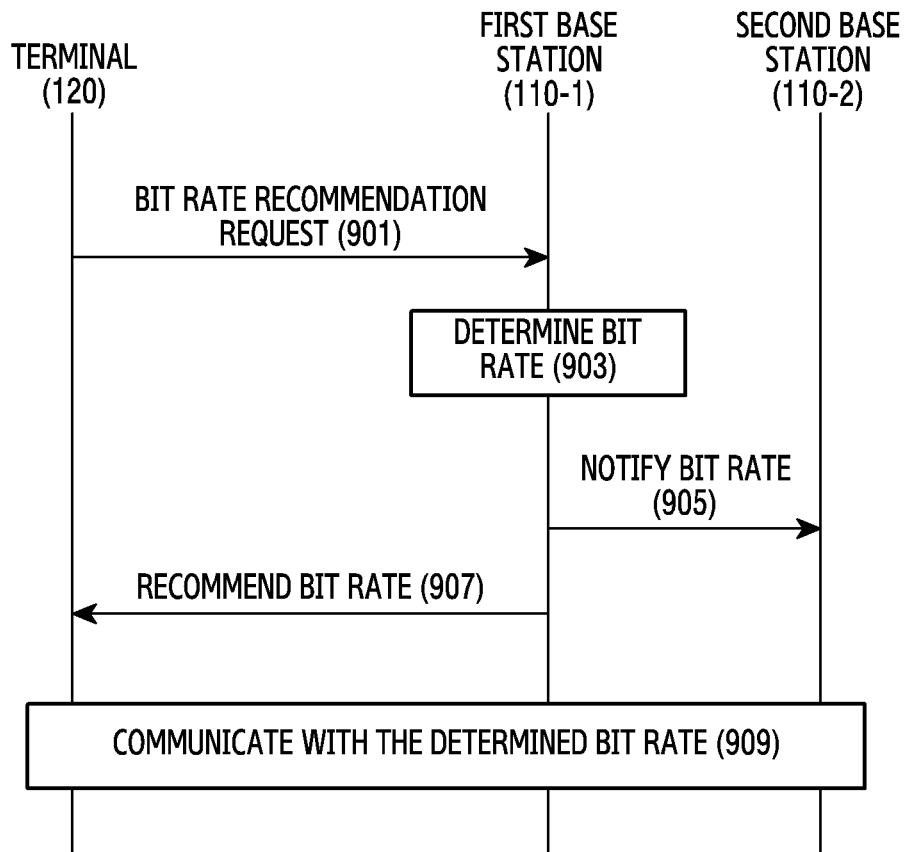 TERMINAL
(120)
FIRST BASE
STATION
(110-1)
SECOND BASE
STATION
(110-2)
BIT RATE RECOMMENDATION
REQUEST (901)
DETERMINE BIT
RATE (903)
NOTIFY BIT RATE
(905)
RECOMMEND BIT RATE (907)
COMMUNICATE WITH THE DETERMINED BIT RATE (909)